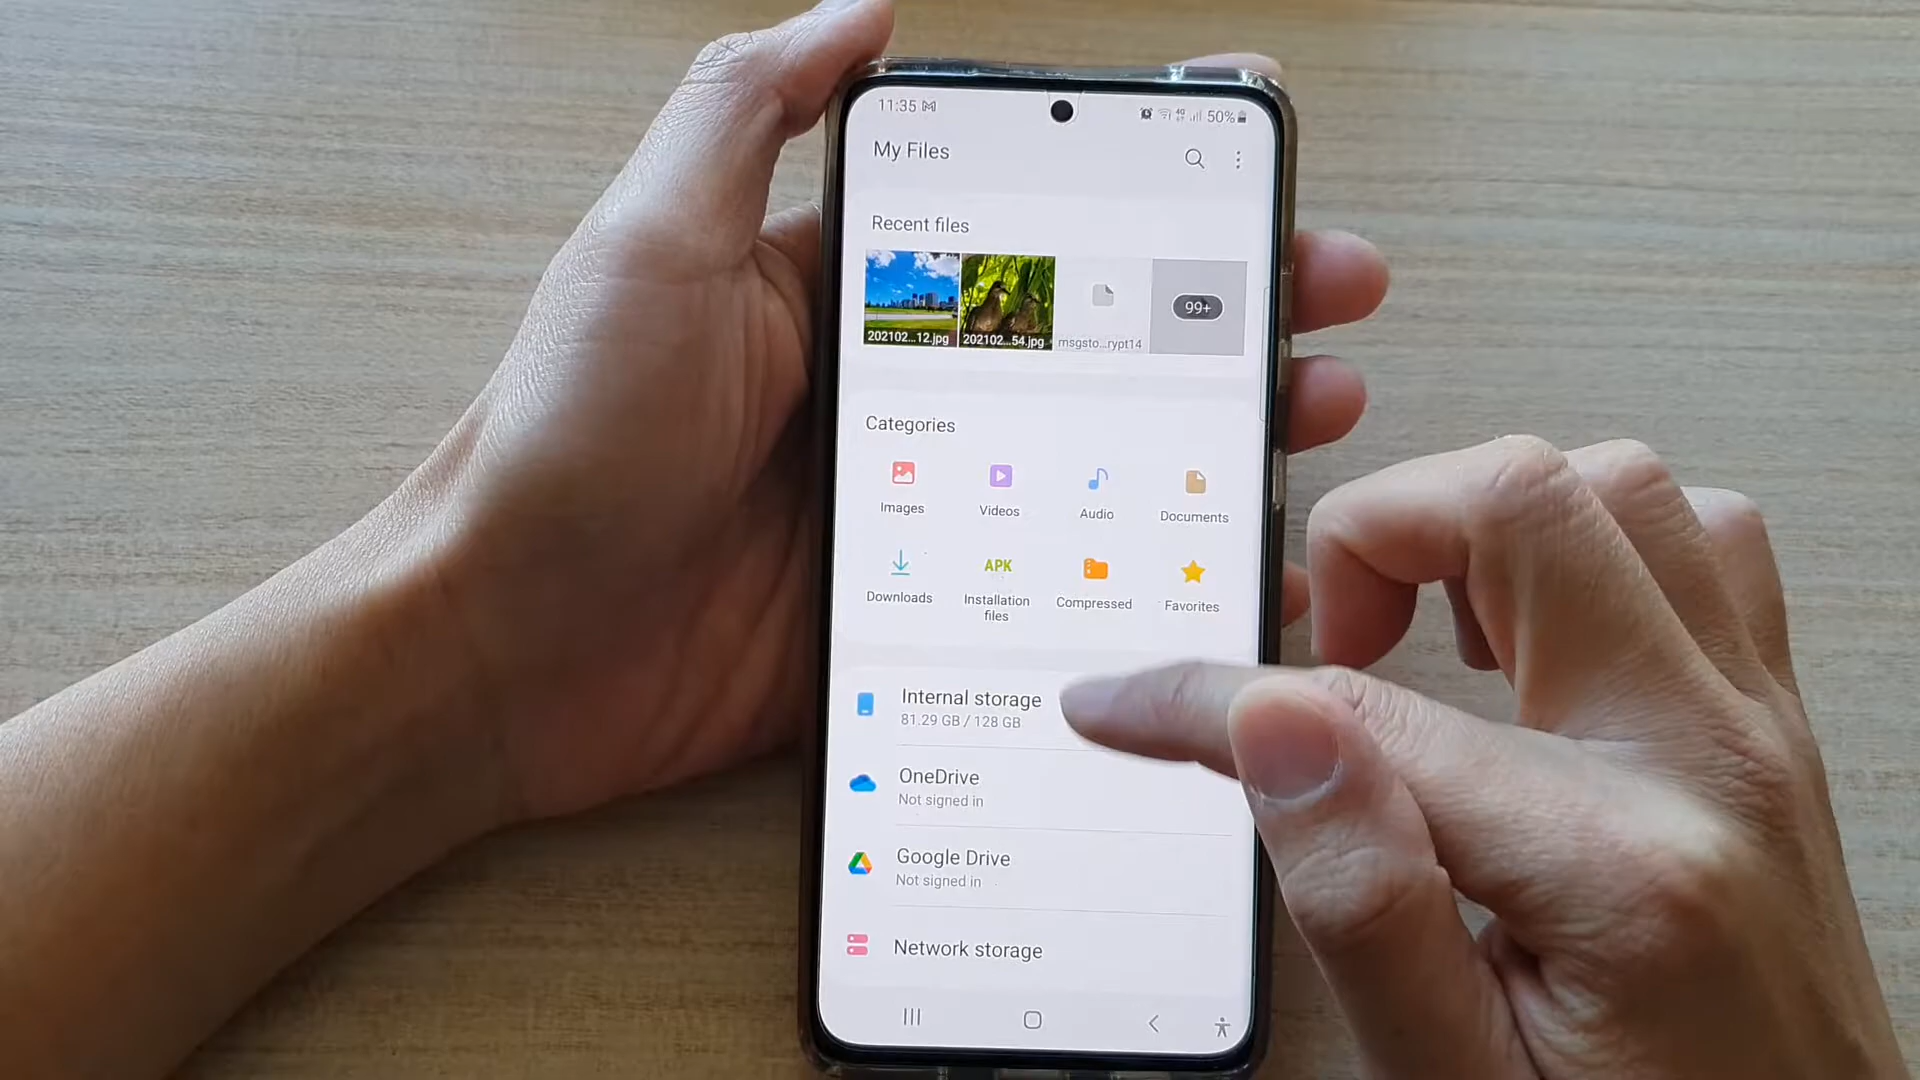 11:35
50%
My Files
Recent files
202102...12.jpg
202102...54.jpg
msgsto...rypt14
99+
Categories
Images
Videos
Audio
Documents
Downloads
APK
Installation
files
Compressed
Favorites
Internal storage
81.29 GB / 128 GB
OneDrive
Not signed in
Google Drive
Not signed in
Network storage